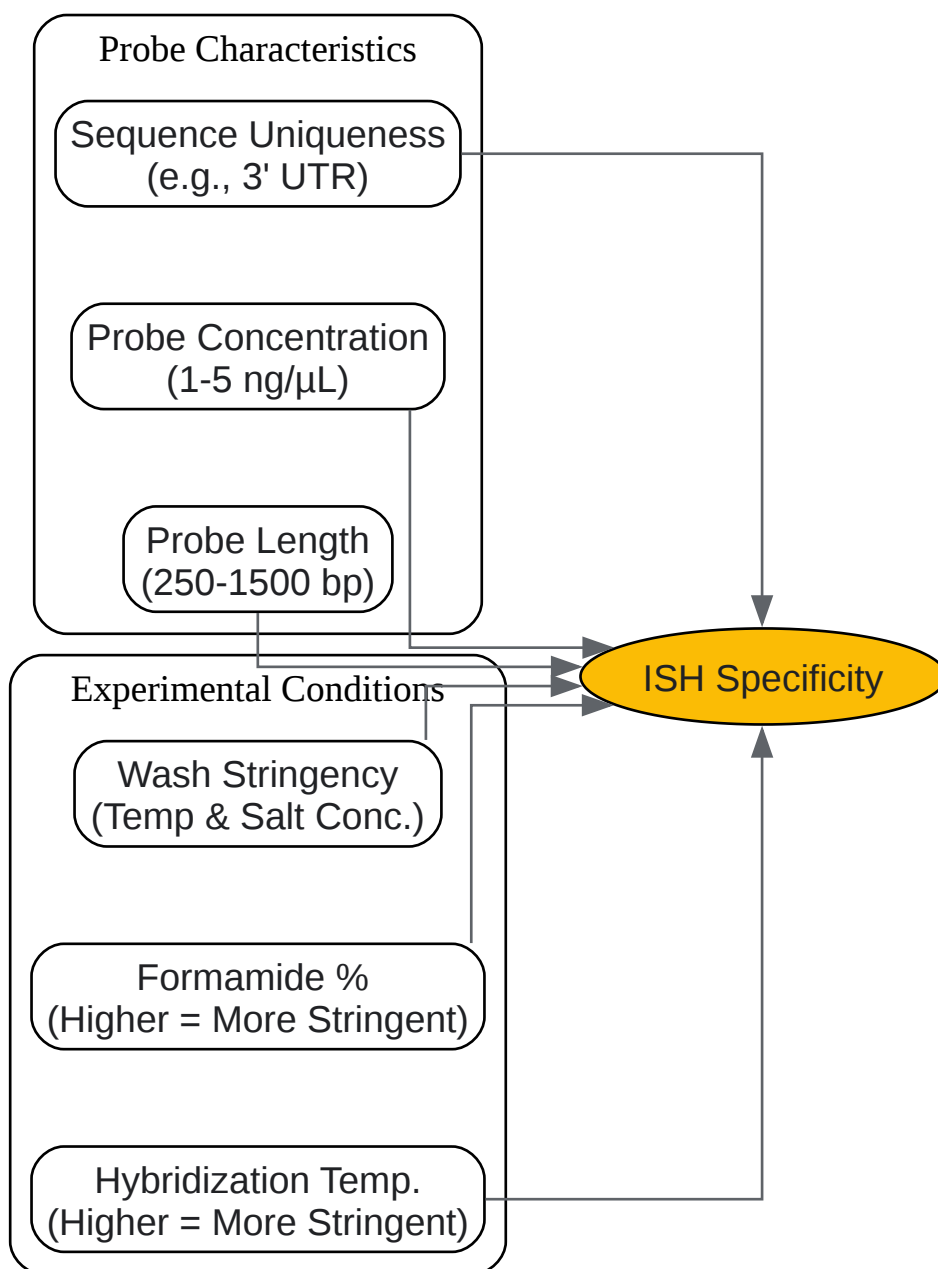 Probe Characteristics
Sequence Uniqueness
(e.g., 3' UTR)
Probe Concentration
(1-5 ng/µL)
Probe Length
(250-1500 bp)
ISH Specificity
Experimental Conditions
Wash Stringency
(Temp & Salt Conc.)
Formamide %
(Higher = More Stringent)
Hybridization Temp.
(Higher = More Stringent)